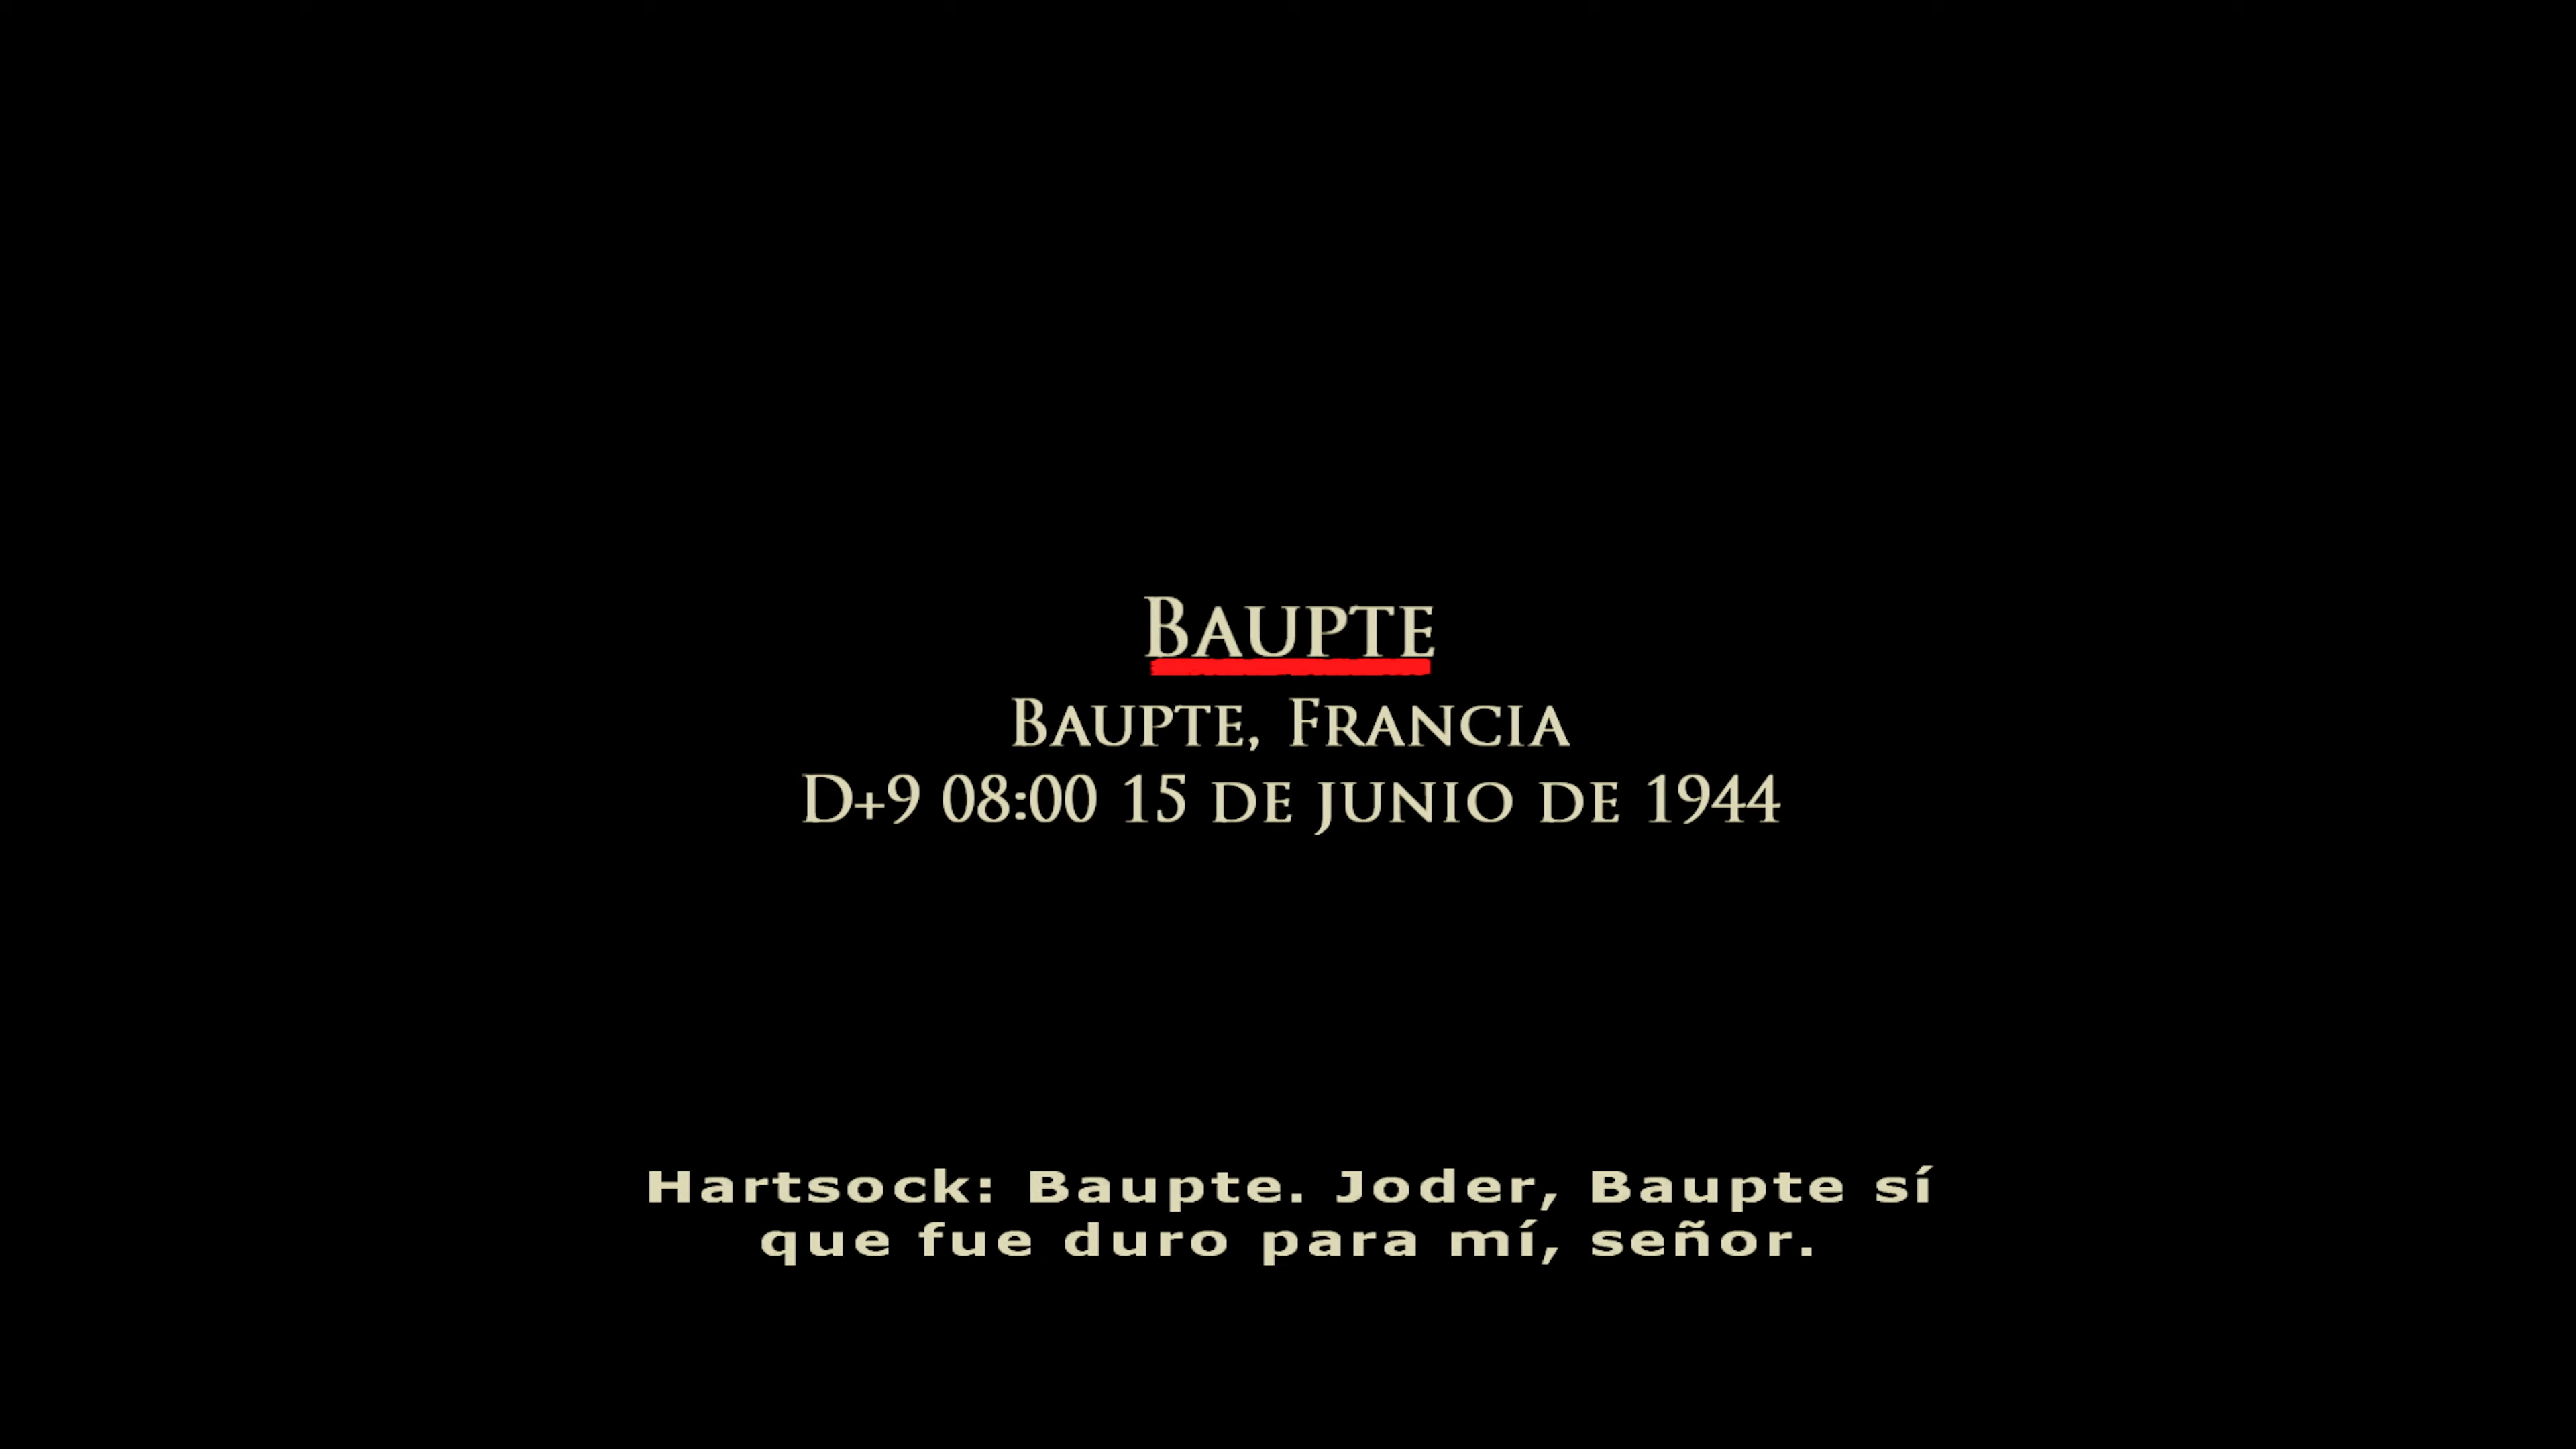 Baupte
Baupte, Francia
D+9 08:00 15 de junio de 1944
Hartsock: Baupte. Joder, Baupte sí
que fue duro para mí, señor.